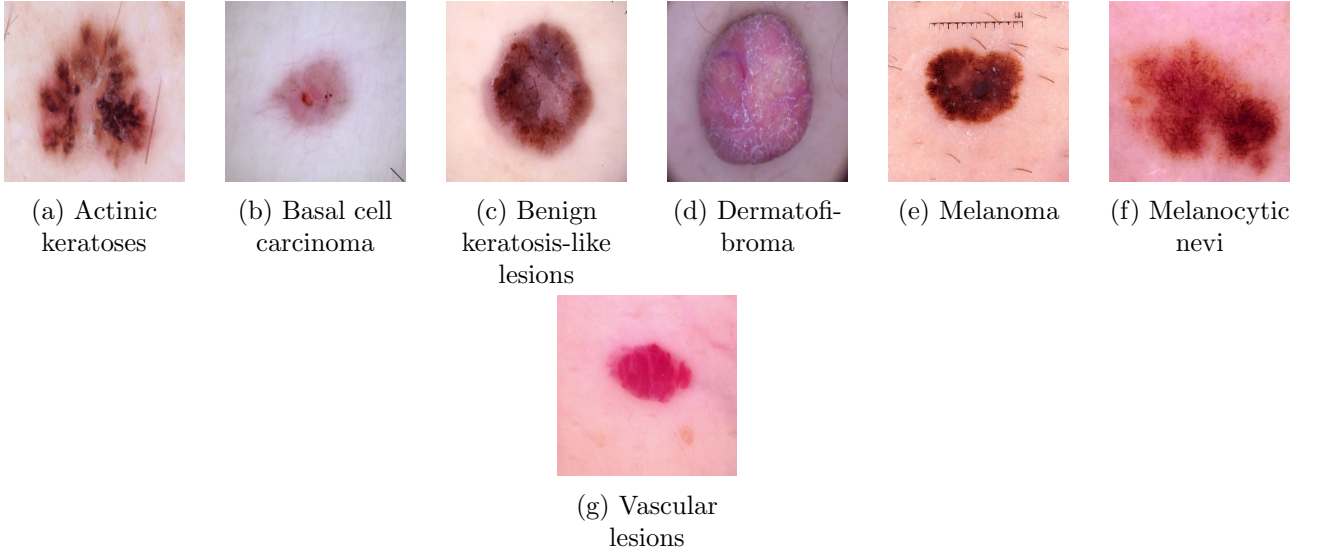 (a) Actinic
keratoses
(b) Basal cell
carcinoma
(c) Benign
keratosis-like
lesions
(d) Dermatofi-
broma
(e) Melanoma
(f) Melanocytic
nevi
(g) Vascular
lesions